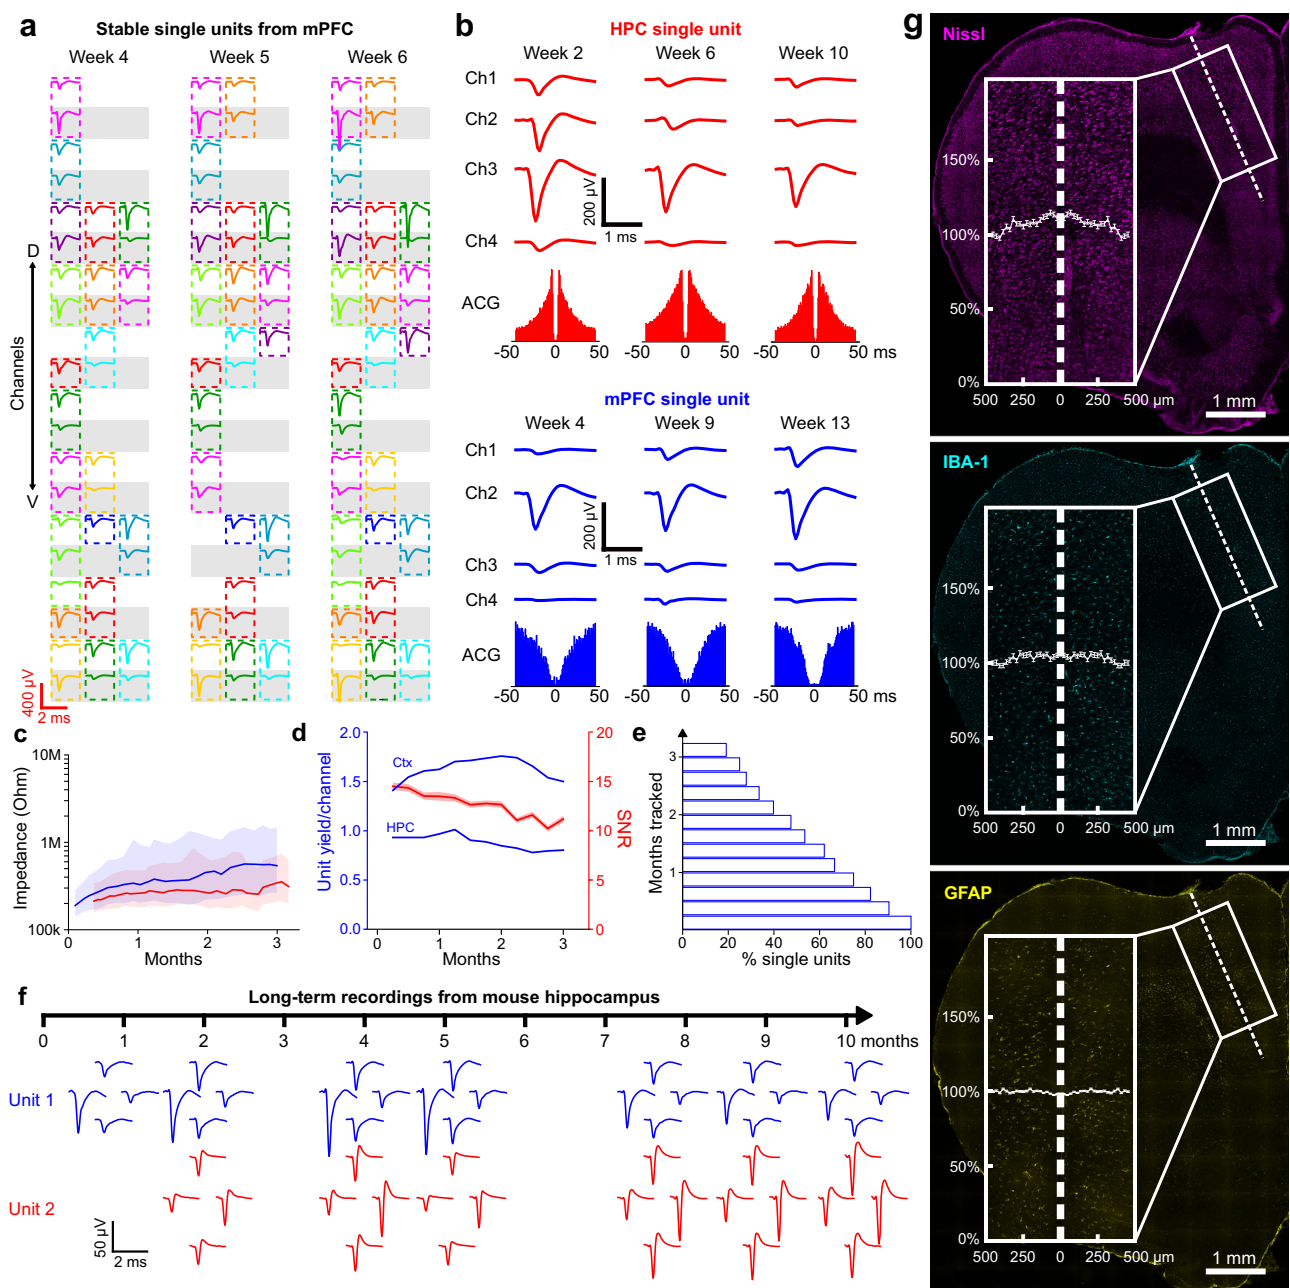 a
Stable single units from mPFC
Week 4 Week 5 Week 6
D
Channels
V
400 μV
2 ms
b
HPC single unit
Week 2 Week 6 Week 10
Ch1
Ch2
Ch3
200 μV
1 ms
Ch4
ACG
-50 0 50 -50 0 50 -50 0 50 ms
mPFC single unit
Week 4 Week 9 Week 13
Ch1
Ch2
200 μV
1 ms
Ch3
Ch4
ACG
-50 0 50 -50 0 50 -50 0 50 ms
c
10M
1M
100k
Impedance (Ohm)
0 1 2 3
Months
d
2.0
1.5
1.0
0.5
0.0
Unit yield/channel
Ctx
HPC
20
15
10
5
0
SNR
0 1 2 3
Months
e
3
2
1
Months tracked
0 20 40 60 80 100
% single units
f
Long-term recordings from mouse hippocampus
0 1 2 3 4 5 6 7 8 9 10 months
Unit 1
Unit 2
50 μV
2 ms
g
Nissl
150%
100%
50%
0%
500 250 0 250 500 μm
1 mm
IBA-1
150%
100%
50%
0%
500 250 0 250 500 μm
1 mm
GFAP
150%
100%
50%
0%
500 250 0 250 500 μm
1 mm